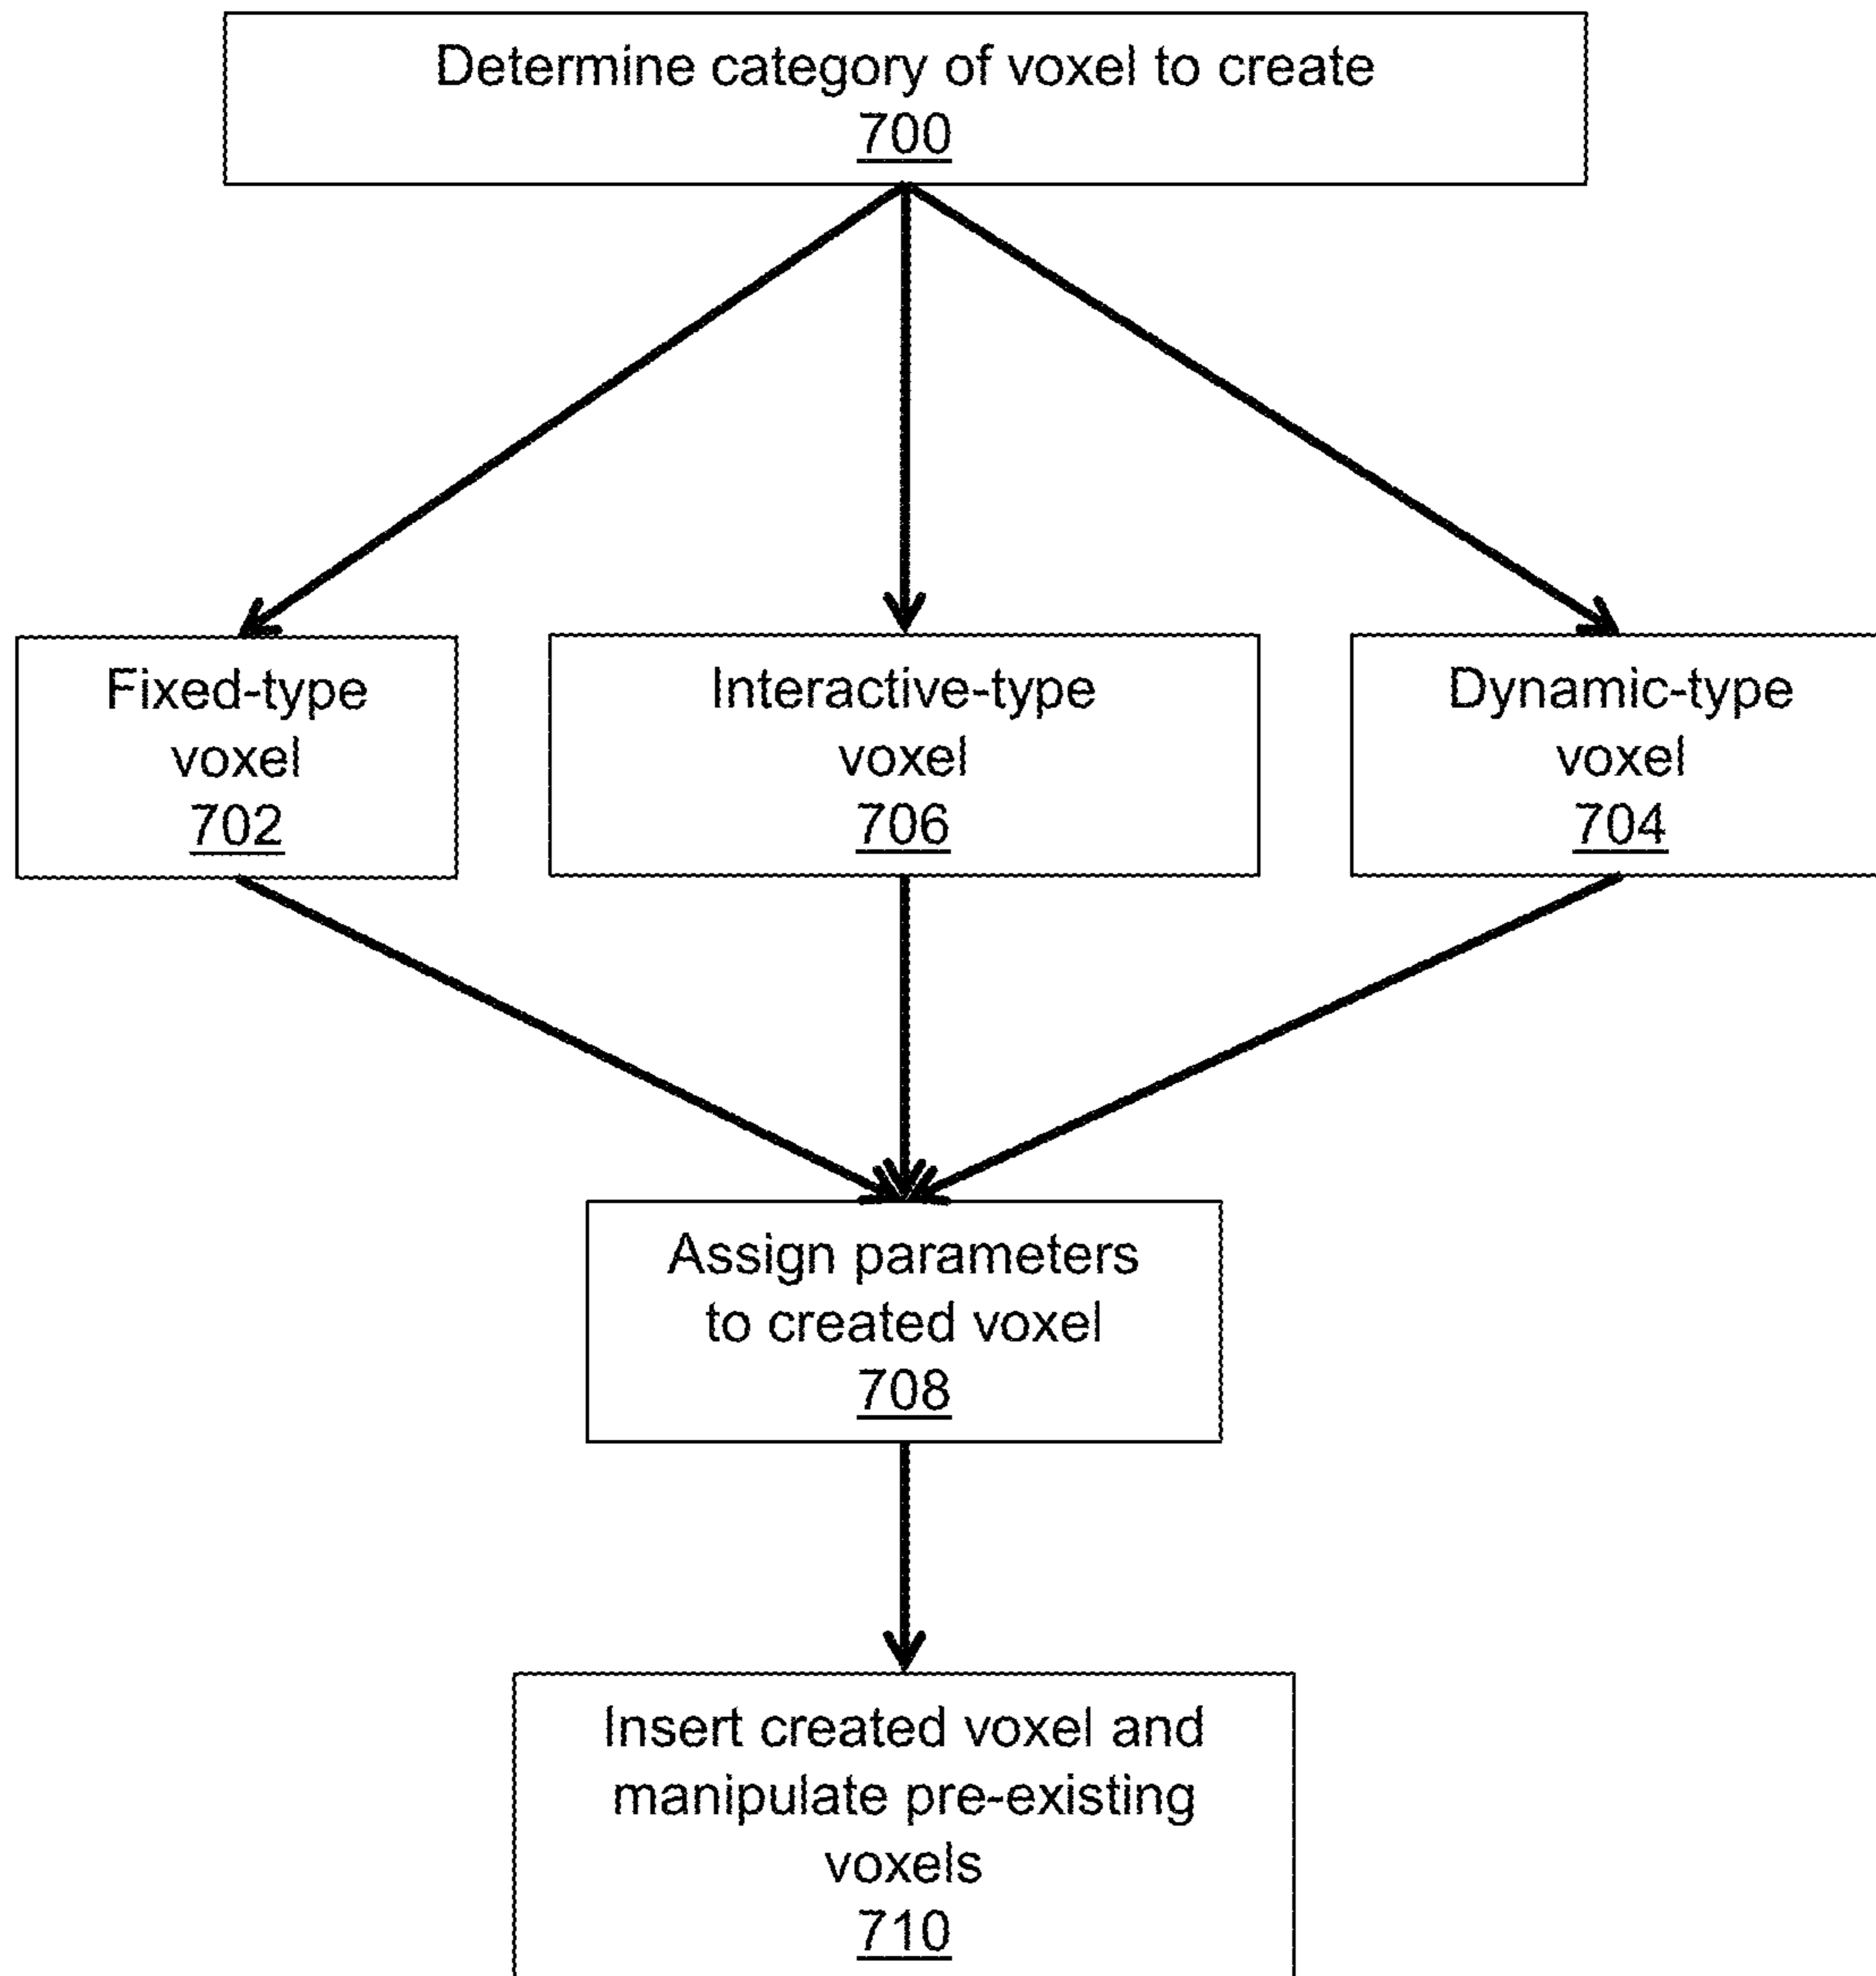 Determine category of voxel to create
700
Fixed-type
voxel
702
Interactive-type
voxel
706
Dynamic-type
voxel
704
Assign parameters
to created voxel
708
Insert created voxel and
manipulate pre-existing
voxels
710